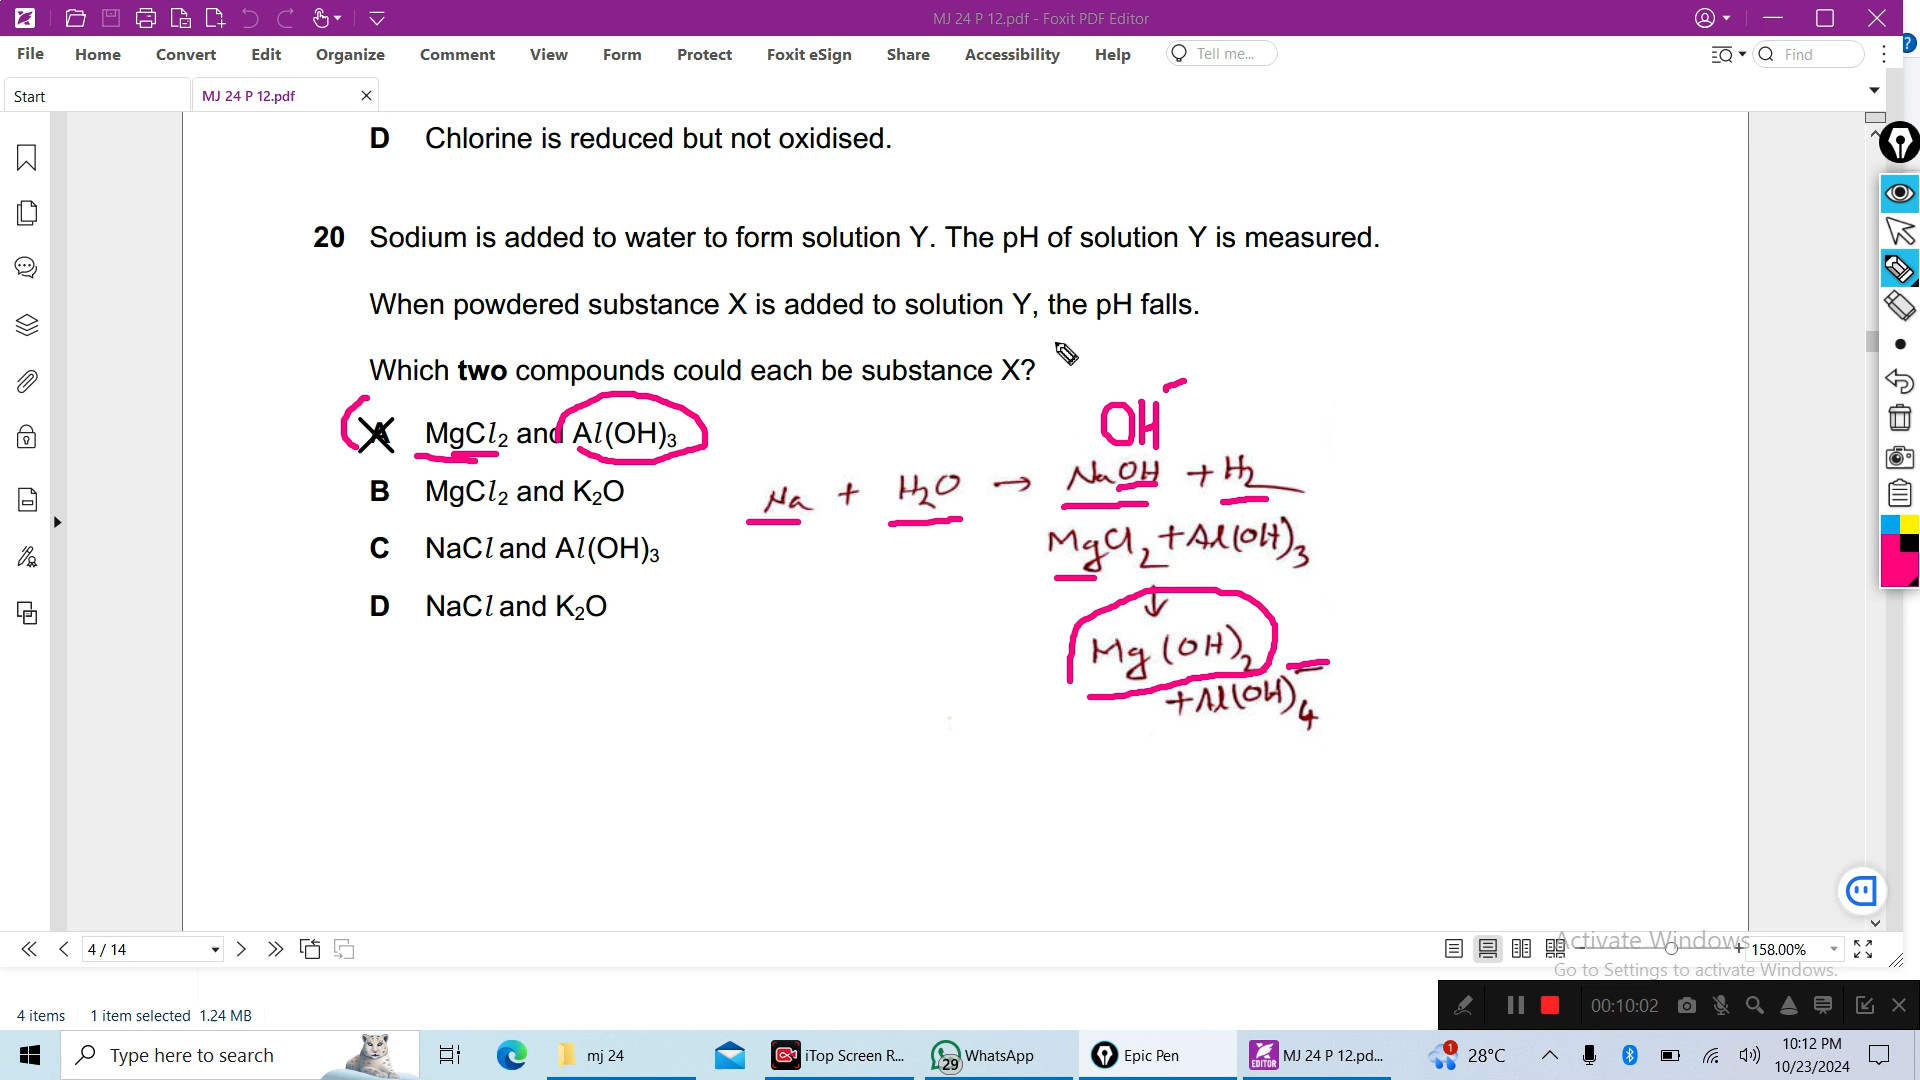 MJ 24 P 12.pdf - Foxit PDF Editor
File Home Convert Edit Organize Comment View Form Protect Foxit eSign Share Accessibility Help Tell me... Find
Start MJ 24 P 12.pdf
D Chlorine is reduced but not oxidised.
20 Sodium is added to water to form solution Y. The pH of solution Y is measured.
When powdered substance X is added to solution Y, the pH falls.
Which two compounds could each be substance X?
A MgCl₂ and Al(OH)₃
OH⁻
B MgCl₂ and K₂O
Na + H₂O → NaOH + H₂
C NaCl and Al(OH)₃
MgCl₂ + Al(OH)₃
↓
D NaCl and K₂O
Mg(OH)₂
+ Al(OH)₄⁻
4 / 14
158.00%
Activate Windows
Go to Settings to activate Windows.
00:10:02
4 items 1 item selected 1.24 MB
Type here to search
mj 24
iTop Screen R...
29
WhatsApp
Epic Pen
EDITOR
MJ 24 P 12.pd...
1
28°C
10:12 PM
10/23/2024